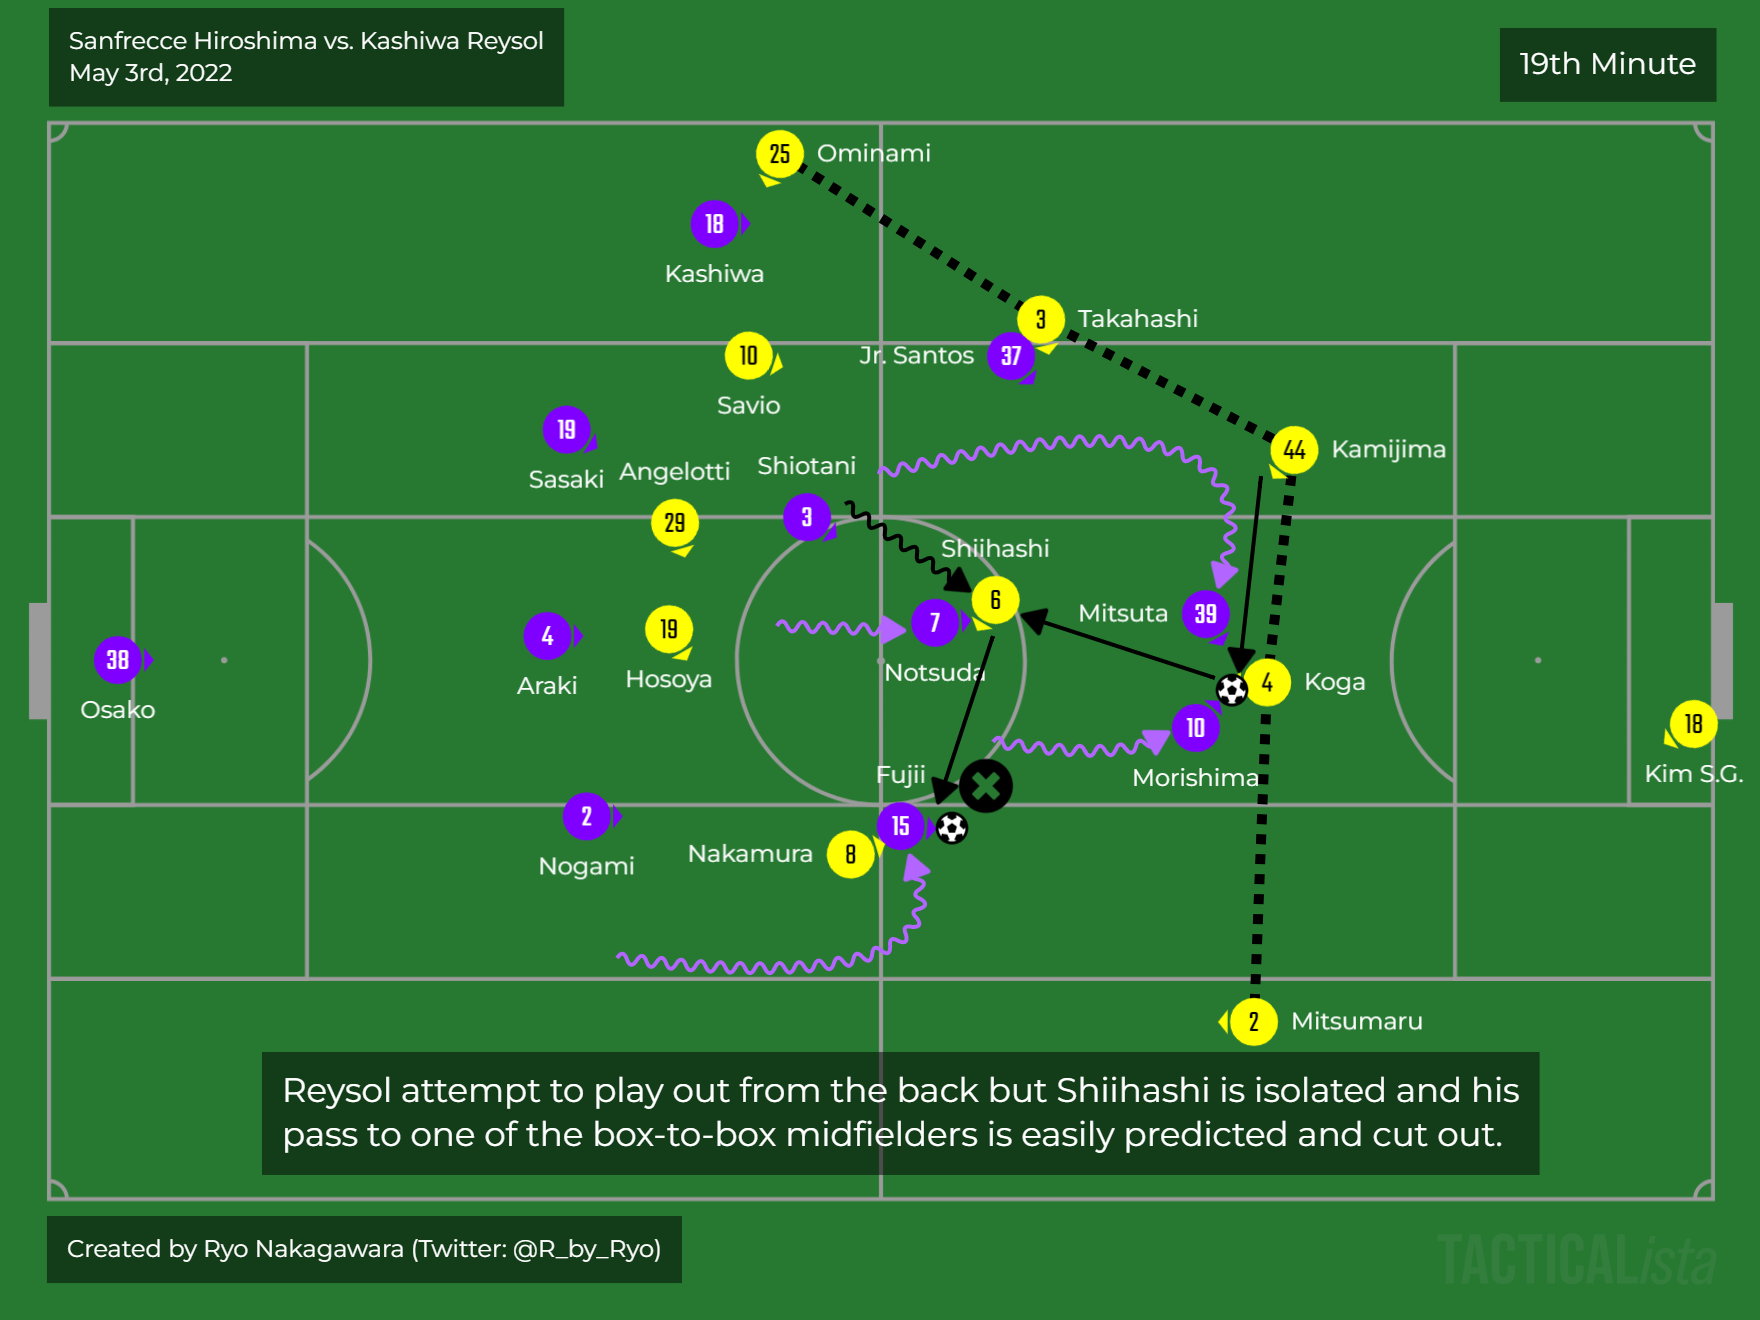 Sanfrecce Hiroshima vs. Kashiwa Reysol
May 3rd, 2022
19th Minute
25 Ominami
18
Kashiwa
3 Takahashi
10
Savio
Jr. Santos 37
19
Sasaki
44 Kamijima
Angelotti
29
Shiotani
3
Shiihashi
6
7
Notsuda
Mitsuta 39
4
Araki
19
Hosoya
38
Osako
4 Koga
10
Morishima
18
Kim S.G.
Fujii
15
2
Nogami
Nakamura 8
2 Mitsumaru
Reysol attempt to play out from the back but Shiihashi is isolated and his
pass to one of the box-to-box midfielders is easily predicted and cut out.
Created by Ryo Nakagawara (Twitter: @R_by_Ryo)
TACTICALista